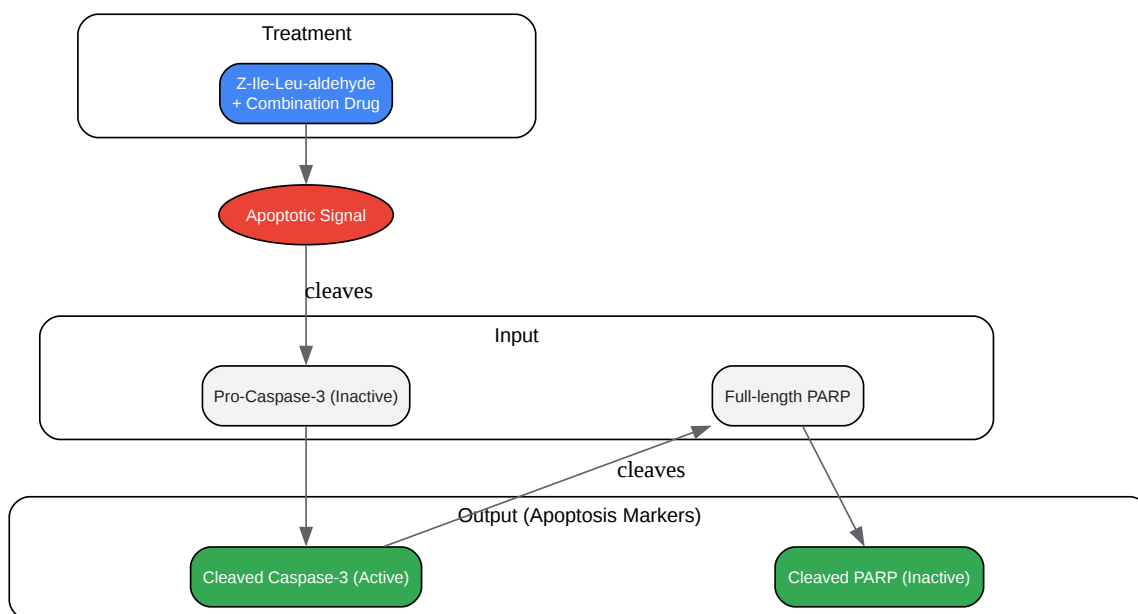 Treatment
Z-Ile-Leu-aldehyde
+ Combination Drug
Apoptotic Signal
cleaves
Input
Pro-Caspase-3 (Inactive)
Full-length PARP
cleaves
Output (Apoptosis Markers)
Cleaved Caspase-3 (Active)
Cleaved PARP (Inactive)